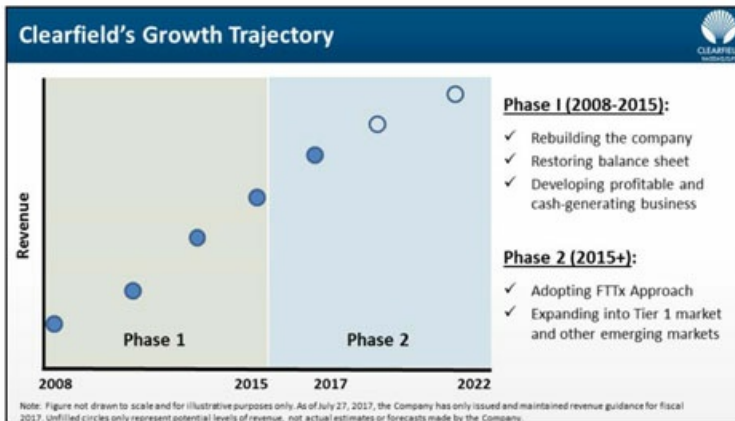 Clearfield's Growth Trajectory
CLEARFIELD
Revenue
Phase 1
Phase 2
2008
2015
2017
2022
Phase I (2008-2015):
✓ Rebuilding the company
✓ Restoring balance sheet
✓ Developing profitable and
cash-generating business
Phase 2 (2015+):
✓ Adopting FTTx Approach
✓ Expanding into Tier 1 market
and other emerging markets
Note: Figure not drawn to scale and for illustrative purposes only. As of July 27, 2017, the Company has only issued and maintained revenue guidance for fiscal
2017. Unfilled circles only represent potential levels of revenue, not actual estimates or forecasts made by the Company.